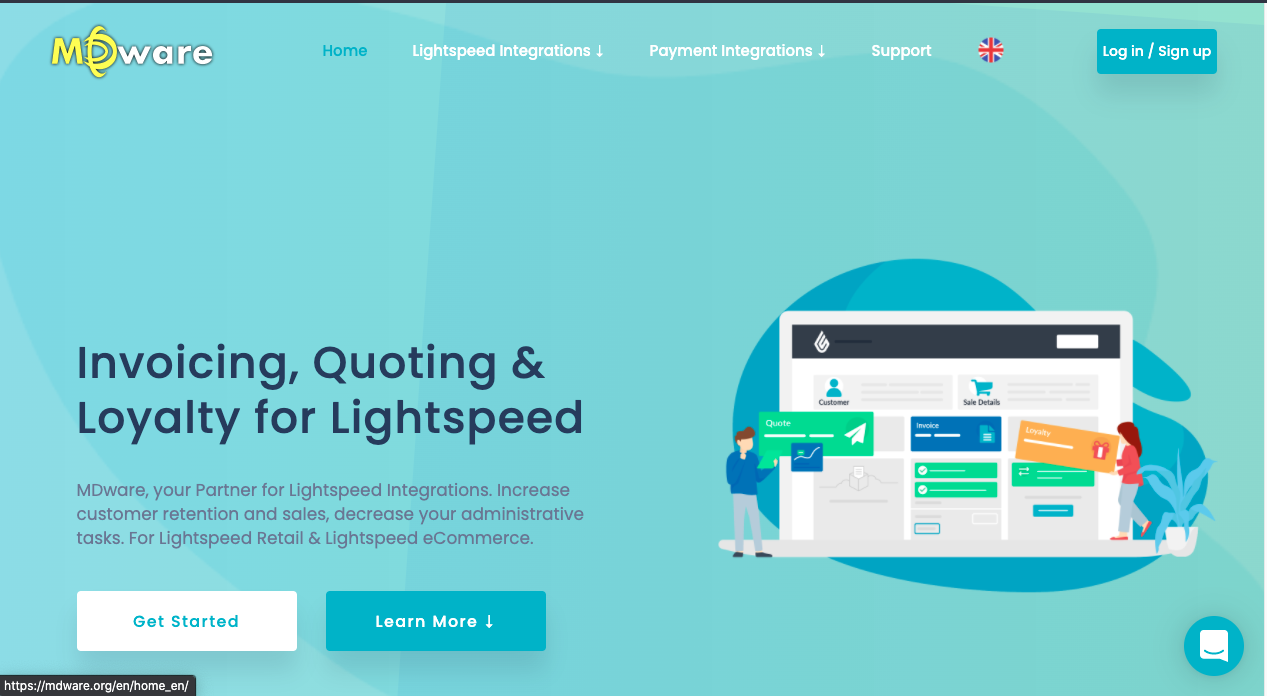 MDware
Home
Lightspeed Integrations ↓
Payment Integrations ↓
Support
Log in / Sign up
Invoicing, Quoting &
Loyalty for Lightspeed
MDware, your Partner for Lightspeed Integrations. Increase
customer retention and sales, decrease your administrative
tasks. For Lightspeed Retail & Lightspeed eCommerce.
Get Started
Learn More ↓
Customer
Sale Details
Quote
Invoice
Loyalty
https://mdware.org/en/home_en/